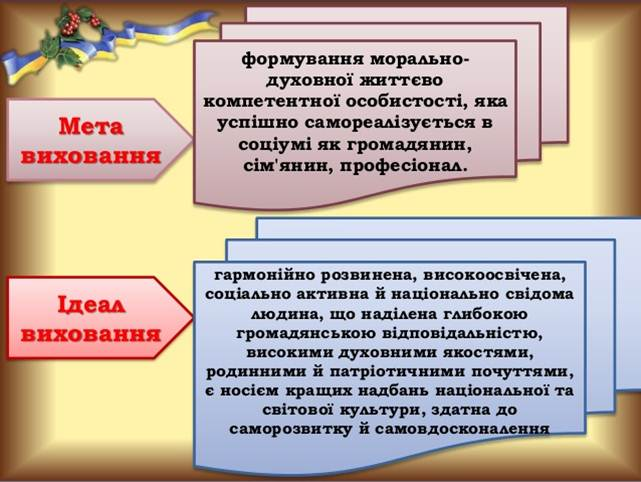 Мета
виховання
формування морально-
духовної життєво
компетентної особистості, яка
успішно самореалізується в
соціумі як громадянин,
сім'янин, професіонал.
Ідеал
виховання
гармонійно розвинена, високоосвічена,
соціально активна й національно свідома
людина, що наділена глибокою
громадянською відповідальністю,
високими духовними якостями,
родинними й патріотичними почуттями,
є носієм кращих надбань національної та
світової культури, здатна до
саморозвитку й самовдосконалення